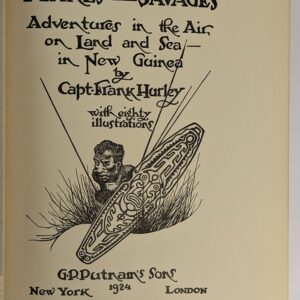 SAVAGES
Adventures in the Air,
on Land and Sea—
in New Guinea
by
Capt. Frank Hurley
with eighty
illustrations
G.P. Putnam's Sons
New York 1924 London